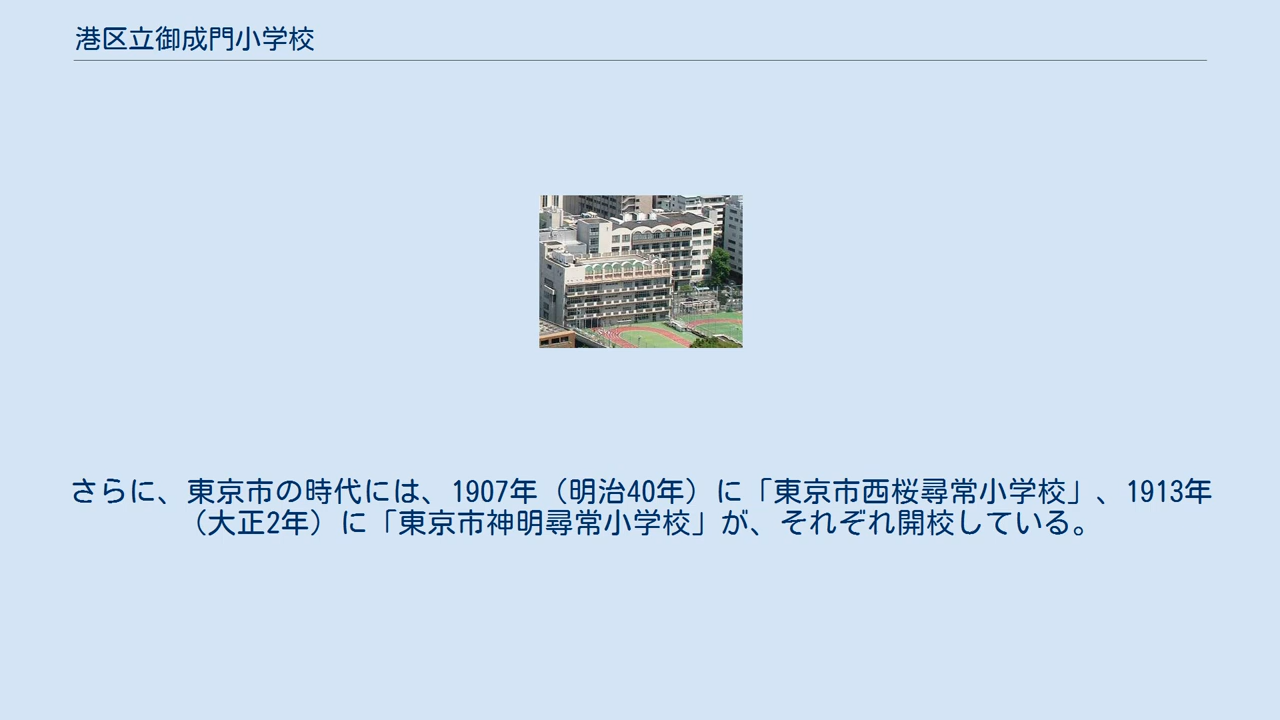 港区立御成門小学校
さらに、東京市の時代には、1907年（明治40年）に「東京市西桜尋常小学校」、1913年
（大正2年）に「東京市神明尋常小学校」が、それぞれ開校している。